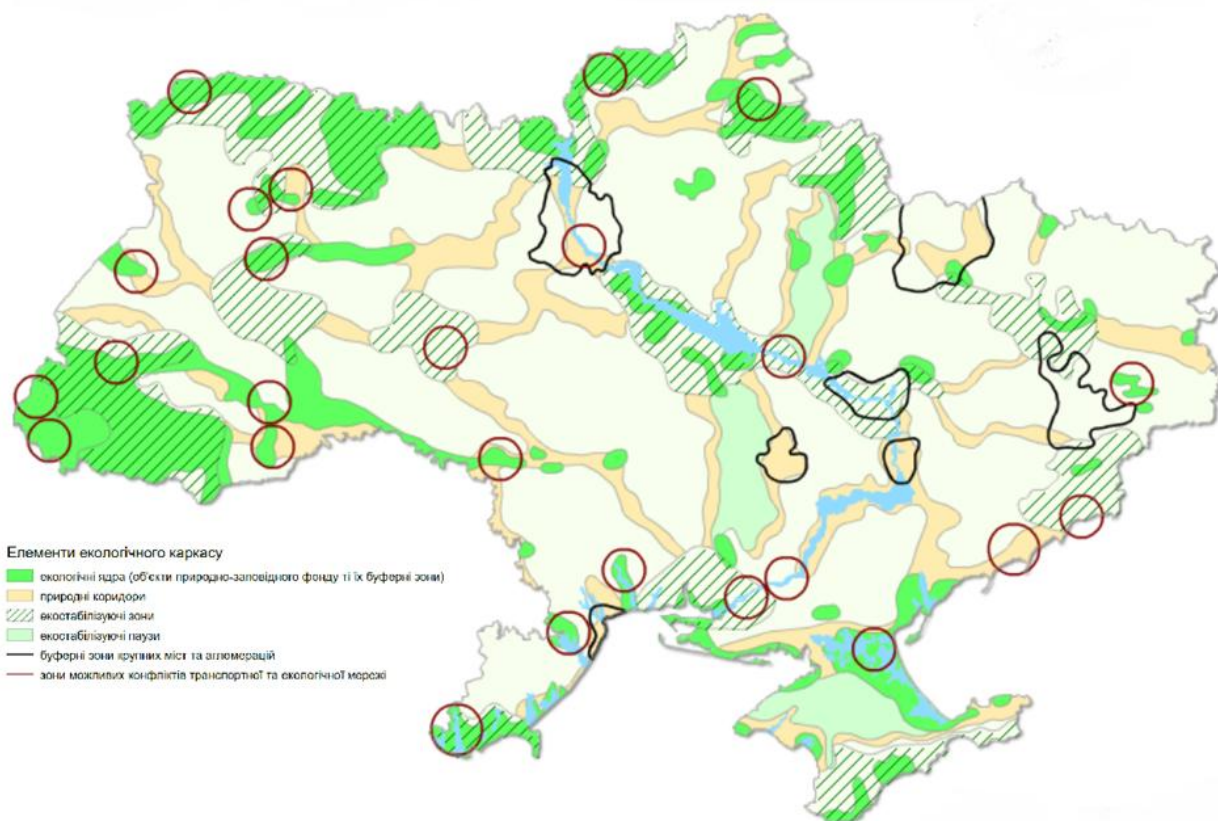 Елементи екологічного каркасу
екологічні ядра (об'єкти природно-заповідного фонду ті їх буферні зони)
природні коридори
екостабілізуючі зони
екостабілізуючі паузи
буферні зони крупних міст та агломерацій
зони можливих конфліктів транспортної та екологічної мережі